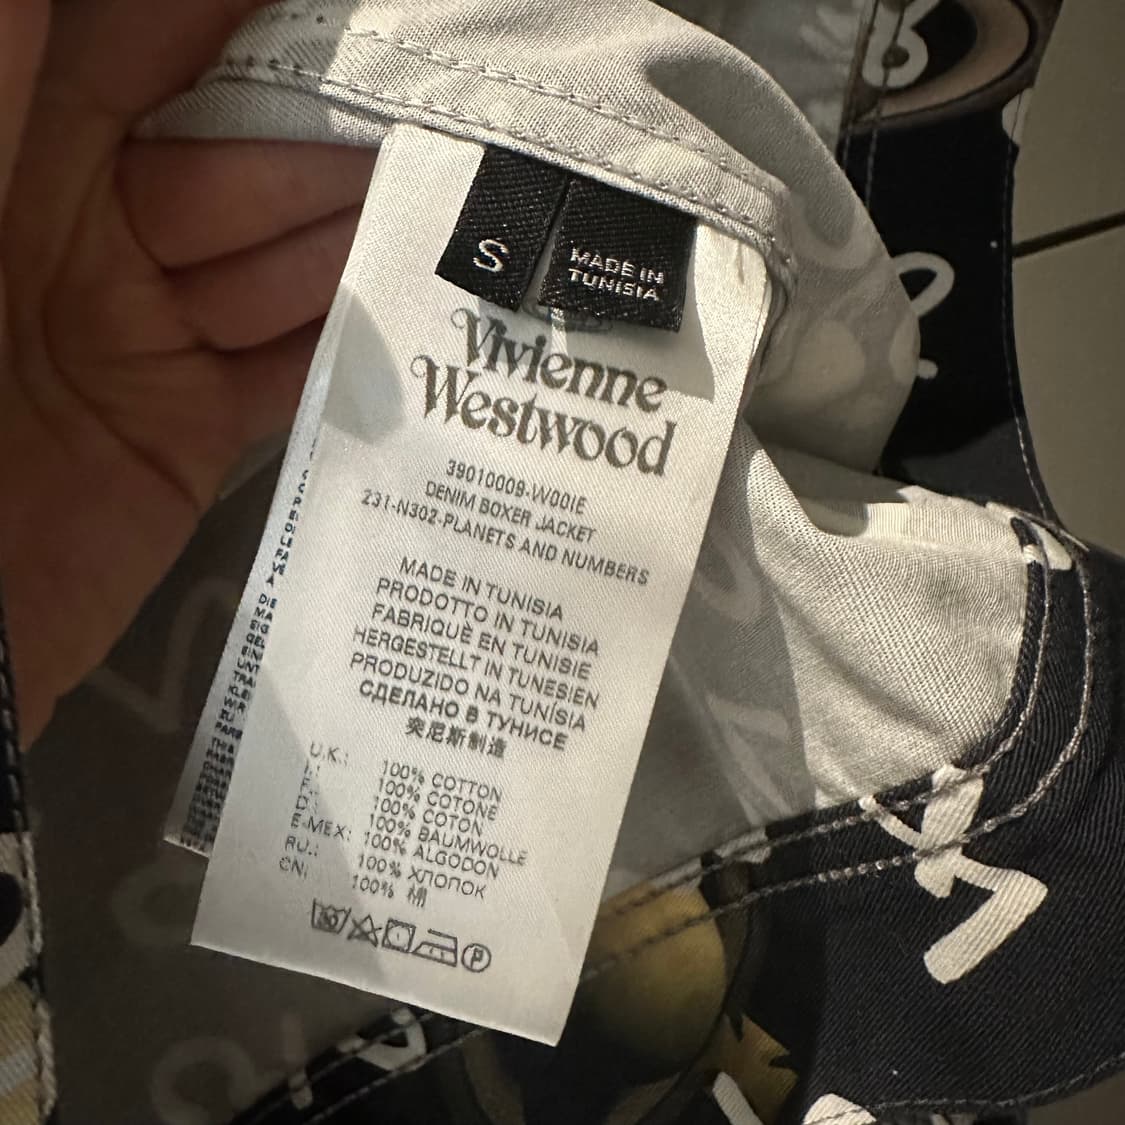 S
MADE IN
TUNISIA
Vivienne
Westwood
39010009-W00IE
DENIM BOXER JACKET
231-N302-PLANETS AND NUMBERS
MADE IN TUNISIA
PRODOTTO IN TUNISIA
FABRIQUÈ EN TUNISIE
HERGESTELLT IN TUNESIEN
PRODUZIDO NA TUNÍSIA
СДЕЛАНО В ТУНИСЕ
突尼斯制造
U.K.: 100% COTTON
I.: 100% COTONE
F.: 100% COTON
D.: 100% BAUMWOLLE
E-MEX: 100% ALGODON
RU.: 100% ХЛОПОК
CN: 100% 棉
P